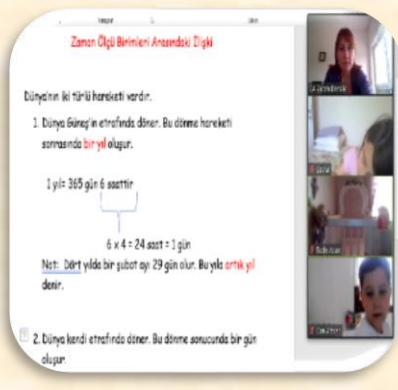 Zaman Ölçü Birimleri Arasındaki İlişki
Dünya'nın iki türlü hareketi vardır.
1. Dünya Güneş'in etrafında döner. Bu dönme hareketi
sonrasında bir yıl oluşur.
1 yıl= 365 gün 6 saattir
6 x 4 = 24 saat = 1 gün
Not: Dört yılda bir şubat ayı 29 gün olur. Bu yıla artık yıl
denir.
2. Dünya kendi etrafında döner. Bu dönme sonucunda bir gün
oluşur.